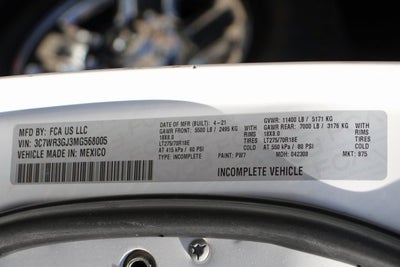 MFD BY: FCA US LLC
VIN: 3C7WR3GJ3MG568005
VEHICLE MADE IN: MEXICO
DATE OF MFR (BUILT) 4-21
GAWR FRONT: 5500 LB / 2495 KG
18X8.0
LT275/70R18E
AT 415 kPa / 60 PSI
TYPE: INCOMPLETE
WITH
RIMS
TIRES
COLD
GVWR: 11400 LB / 5171 KG
GAWR REAR: 7000 LB / 3176 KG
18X8.0
LT275/70R18E
AT 550 kPa / 80 PSI
MDH: 042308
WITH
RIMS
TIRES
COLD
PAINT: PW7
MKT: 875
INCOMPLETE VEHICLE